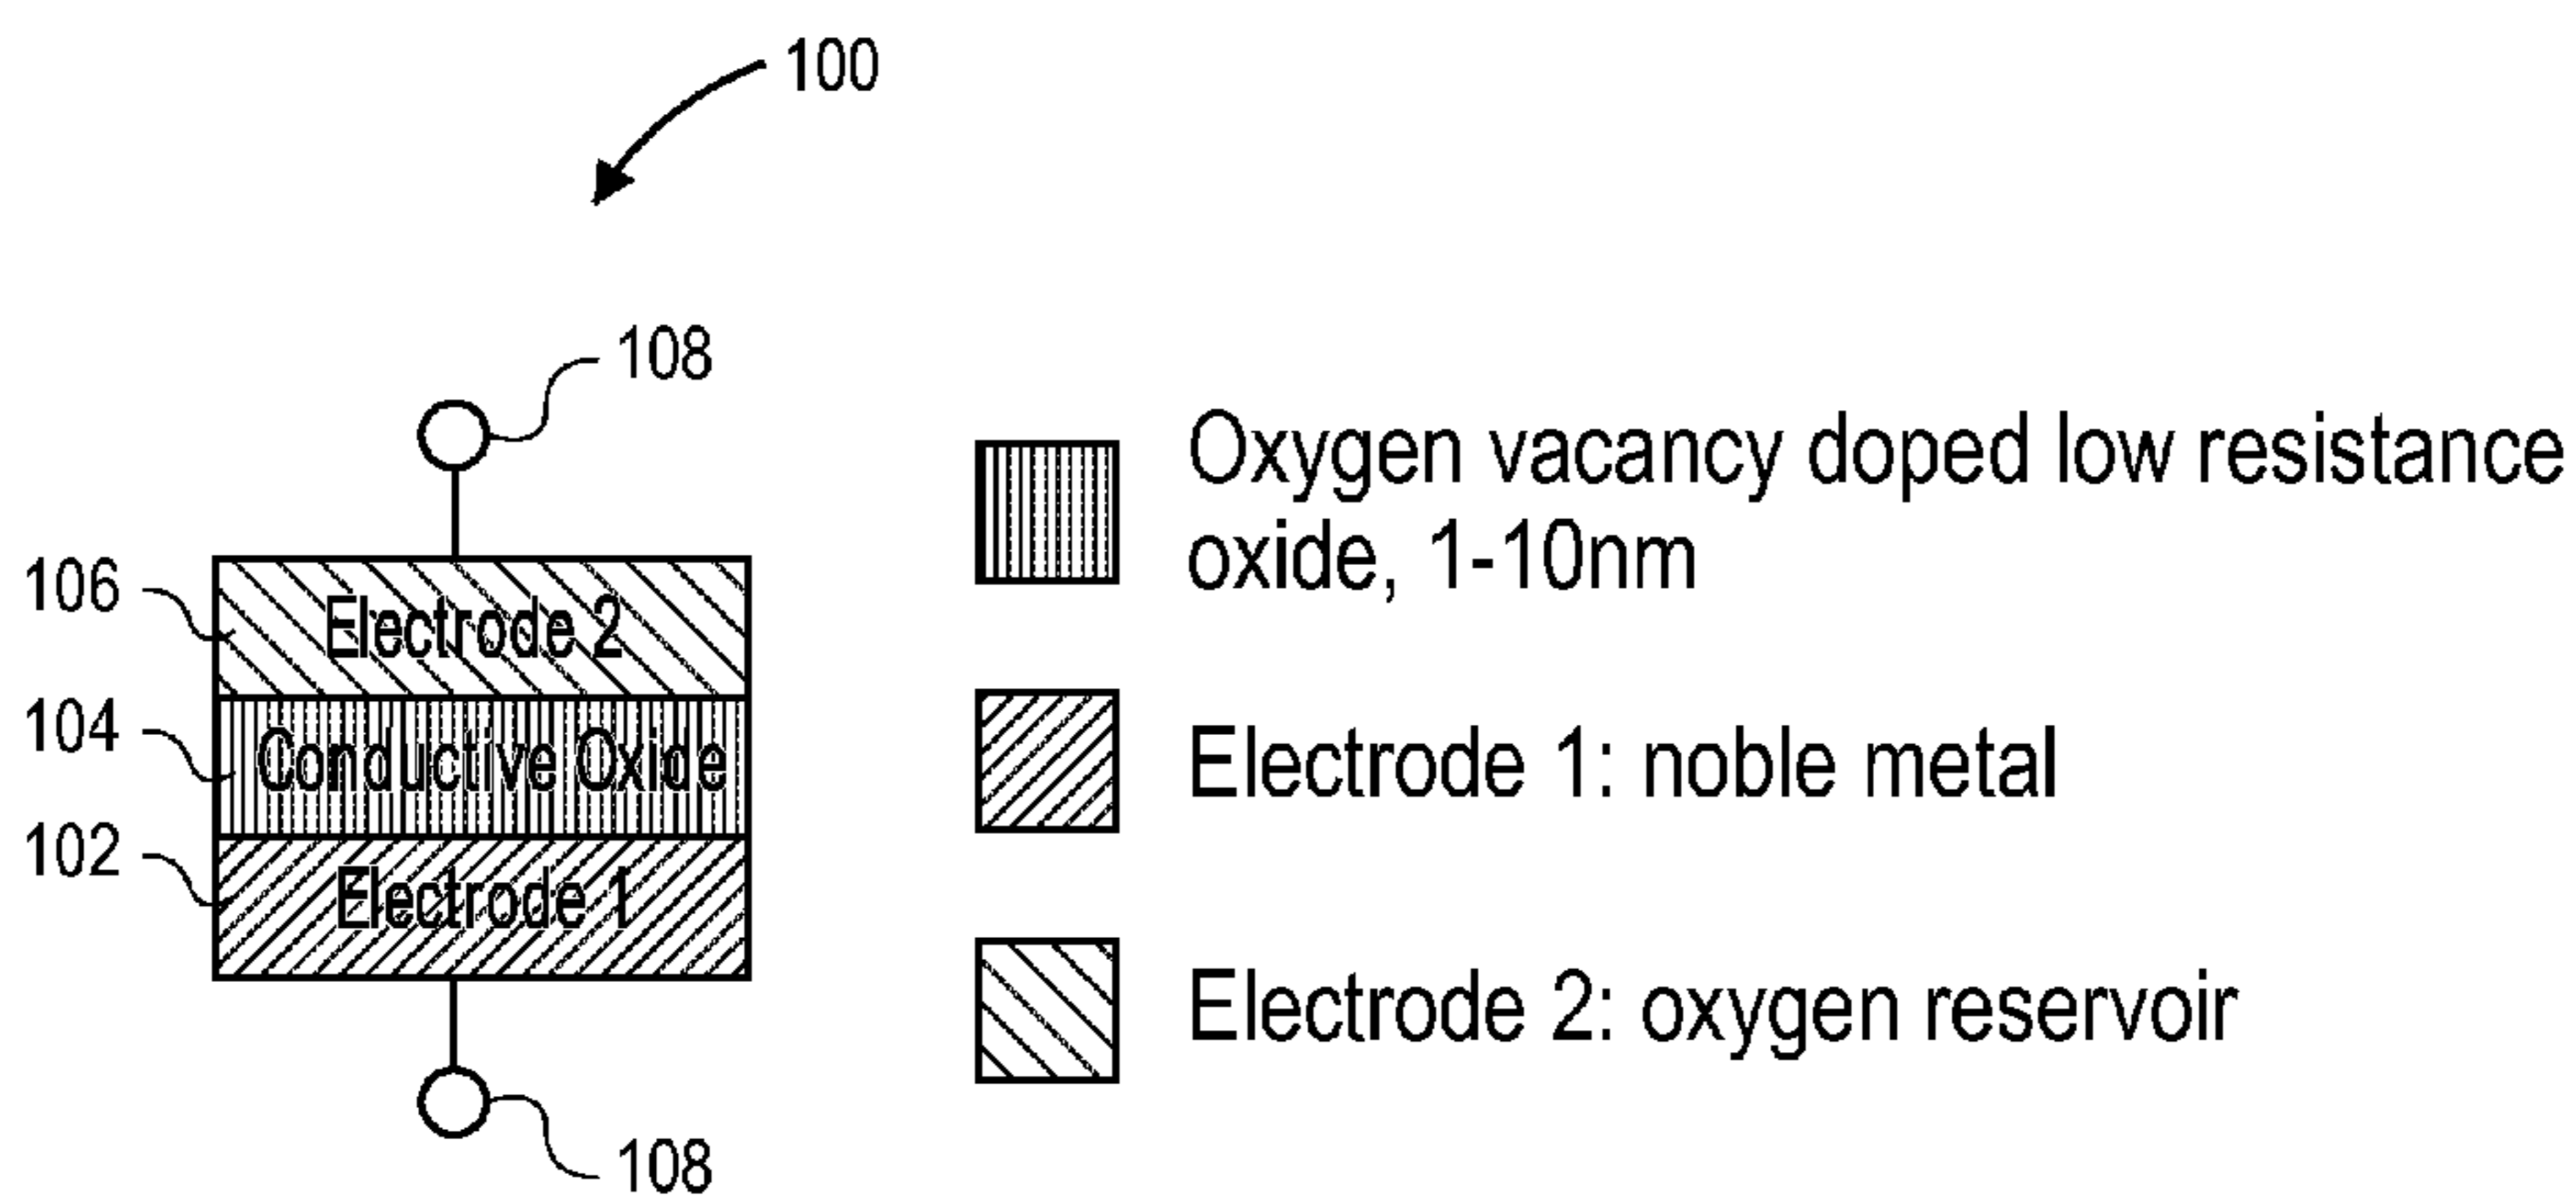 100
108
106
Electrode 2
104
Conductive Oxide
102
Electrode 1
108
Oxygen vacancy doped low resistance
oxide, 1-10nm
Electrode 1: noble metal
Electrode 2: oxygen reservoir